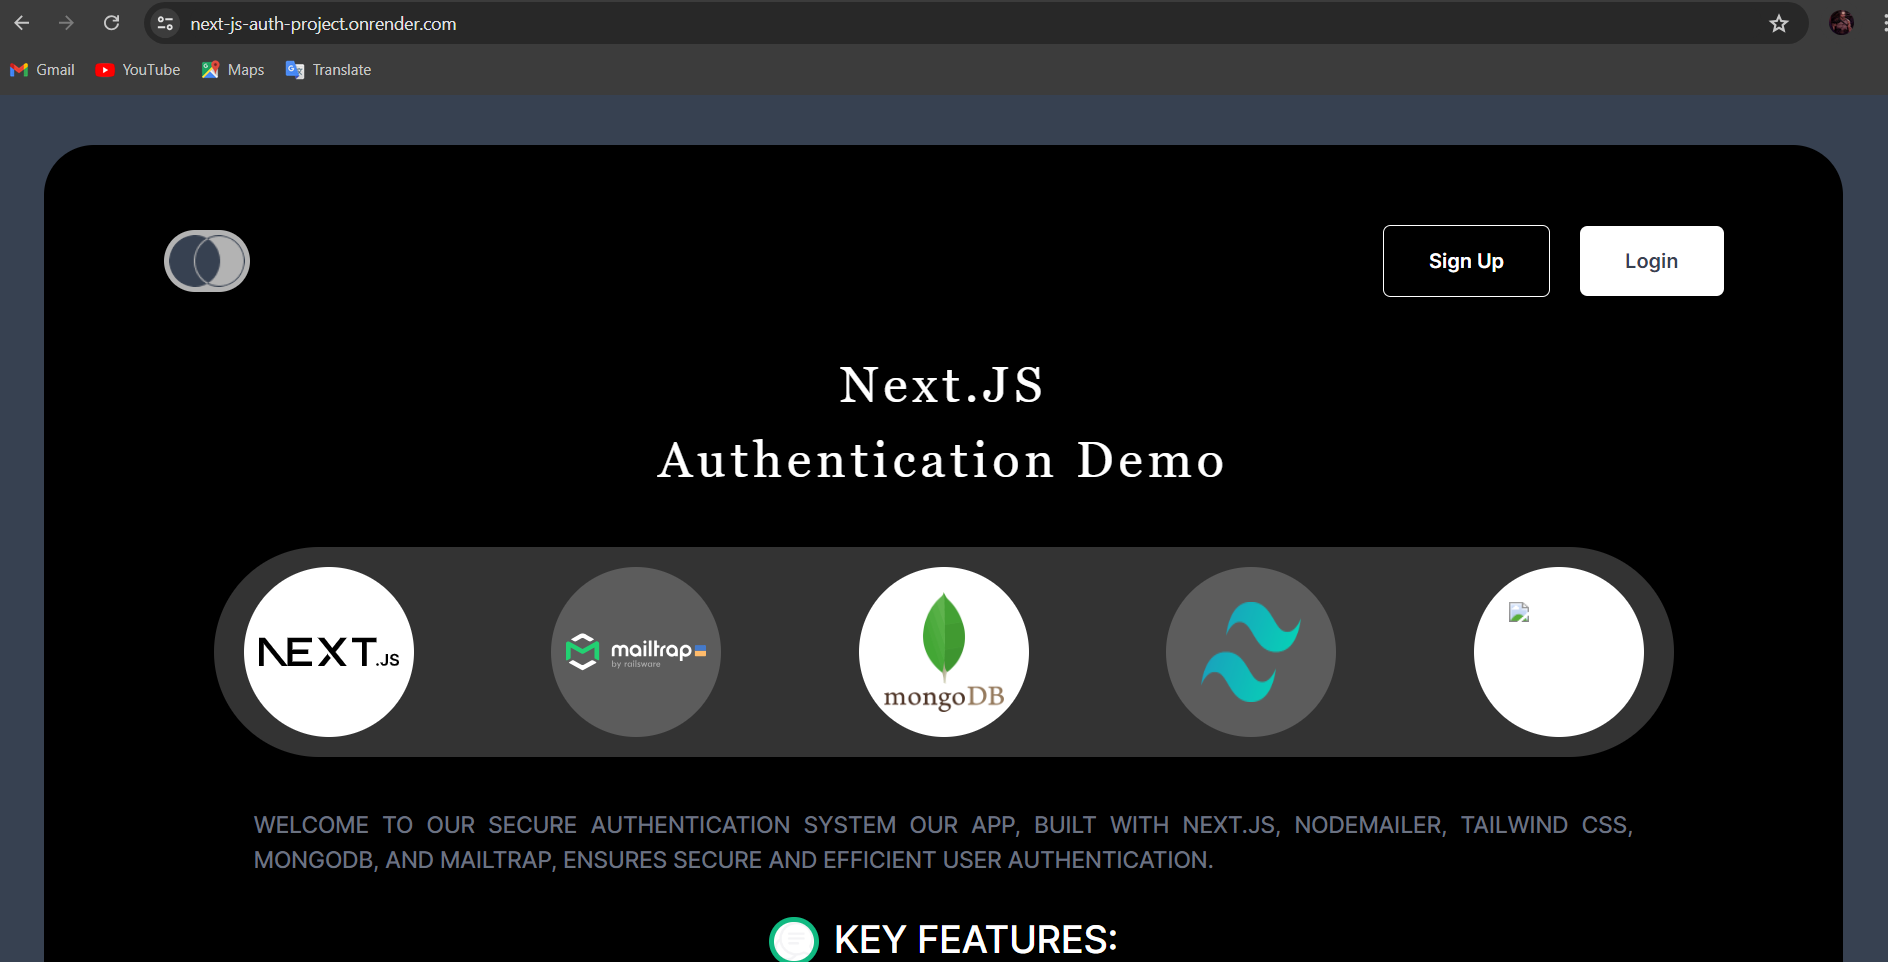 next-js-auth-project.onrender.com
Gmail
YouTube
Maps
Translate
Sign Up
Login
Next.JS
Authentication Demo
NEXT.JS
mailtrap
by railsware
mongoDB
WELCOME TO OUR SECURE AUTHENTICATION SYSTEM OUR APP, BUILT WITH NEXT.JS, NODEMAILER, TAILWIND CSS,
MONGODB, AND MAILTRAP, ENSURES SECURE AND EFFICIENT USER AUTHENTICATION.
KEY FEATURES: